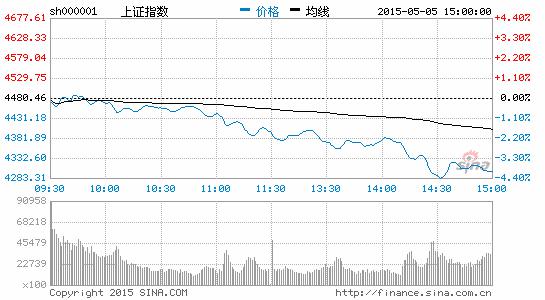 sh000001 上证指数 价格 均线 2015-05-05 15:00:00
4677.61 +4.40%
4628.33 +3.30%
4579.04 +2.20%
4529.75 +1.10%
4480.46 0.00%
4431.18 -1.10%
4381.89 -2.20%
4332.60 -3.30%
4283.31 -4.40%
sina
09:30 10:00 10:30 11:00 11:30 13:30 14:00 14:30 15:00
90958
68218
45479
22739
x100
Copyright 2015 SINA.COM http://finance.sina.com.cn